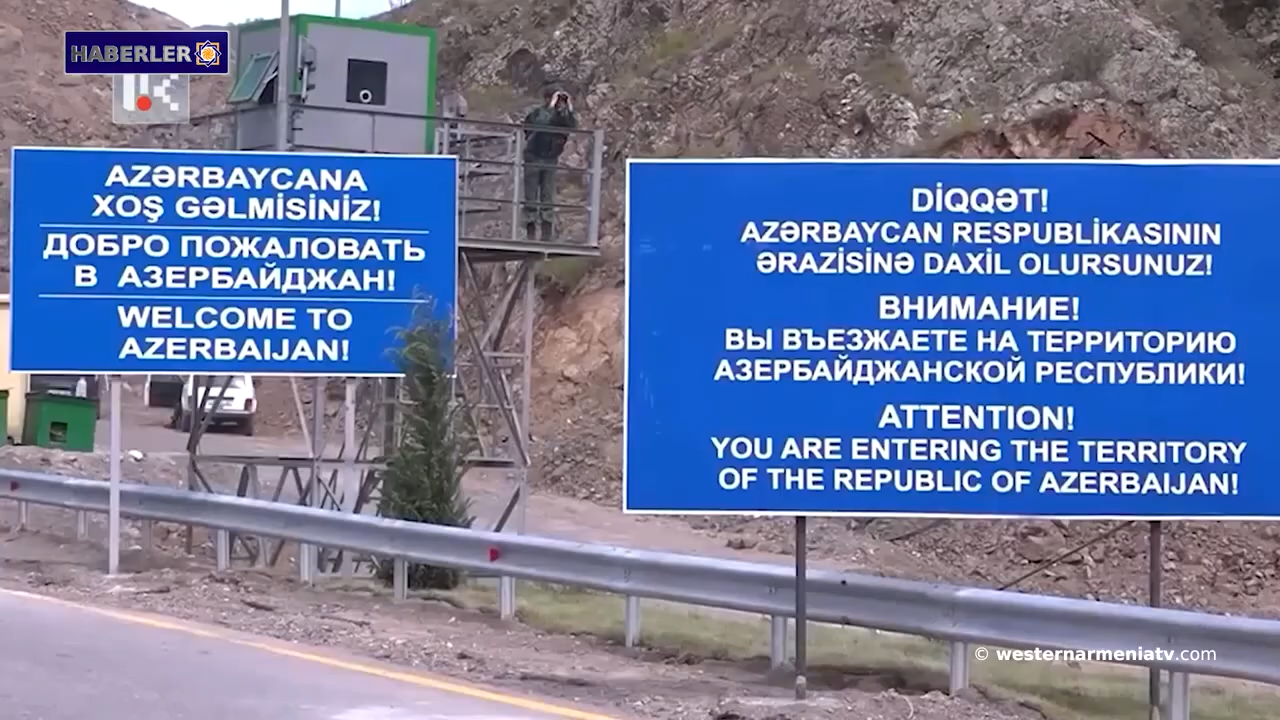 HABERLER
AZƏRBAYCANA
XOŞ GƏLMİSİNİZ!
ДОБРО ПОЖАЛОВАТЬ
В АЗЕРБАЙДЖАН!
WELCOME TO
AZERBAIJAN!
DİQQƏT!
AZƏRBAYCAN RESPUBLİKASININ
ƏRAZİSİNƏ DAXİL OLURSUNUZ!
ВНИМАНИЕ!
ВЫ ВЪЕЗЖАЕТЕ НА ТЕРРИТОРИЮ
АЗЕРБАЙДЖАНСКОЙ РЕСПУБЛИКИ!
ATTENTION!
YOU ARE ENTERING THE TERRITORY
OF THE REPUBLIC OF AZERBAIJAN!
© westernarmeniatv.com